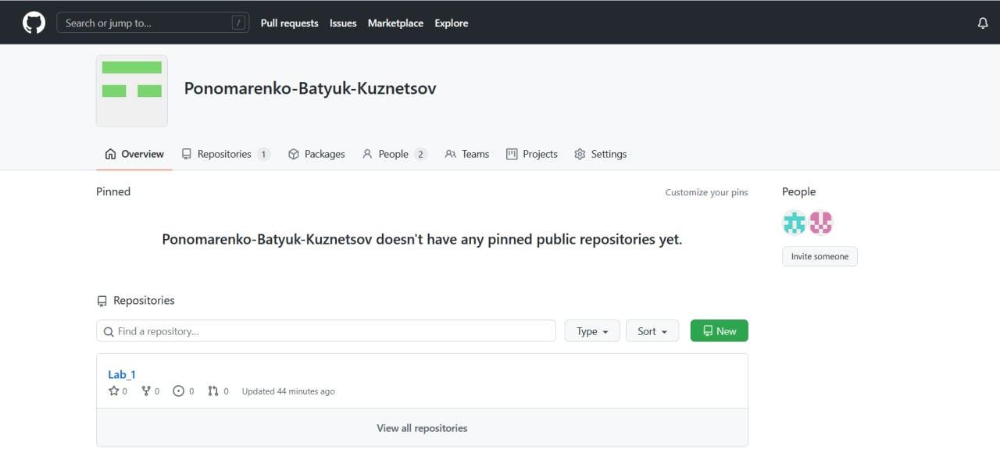 Search or jump to... /
Pull requests Issues Marketplace Explore
Ponomarenko-Batyuk-Kuznetsov
Overview Repositories 1 Packages People 2 Teams Projects Settings
Pinned
Customize your pins
People
Ponomarenko-Batyuk-Kuznetsov doesn't have any pinned public repositories yet.
Invite someone
Repositories
Find a repository...
Type
Sort
New
Lab_1
0 0 0 0 Updated 44 minutes ago
View all repositories